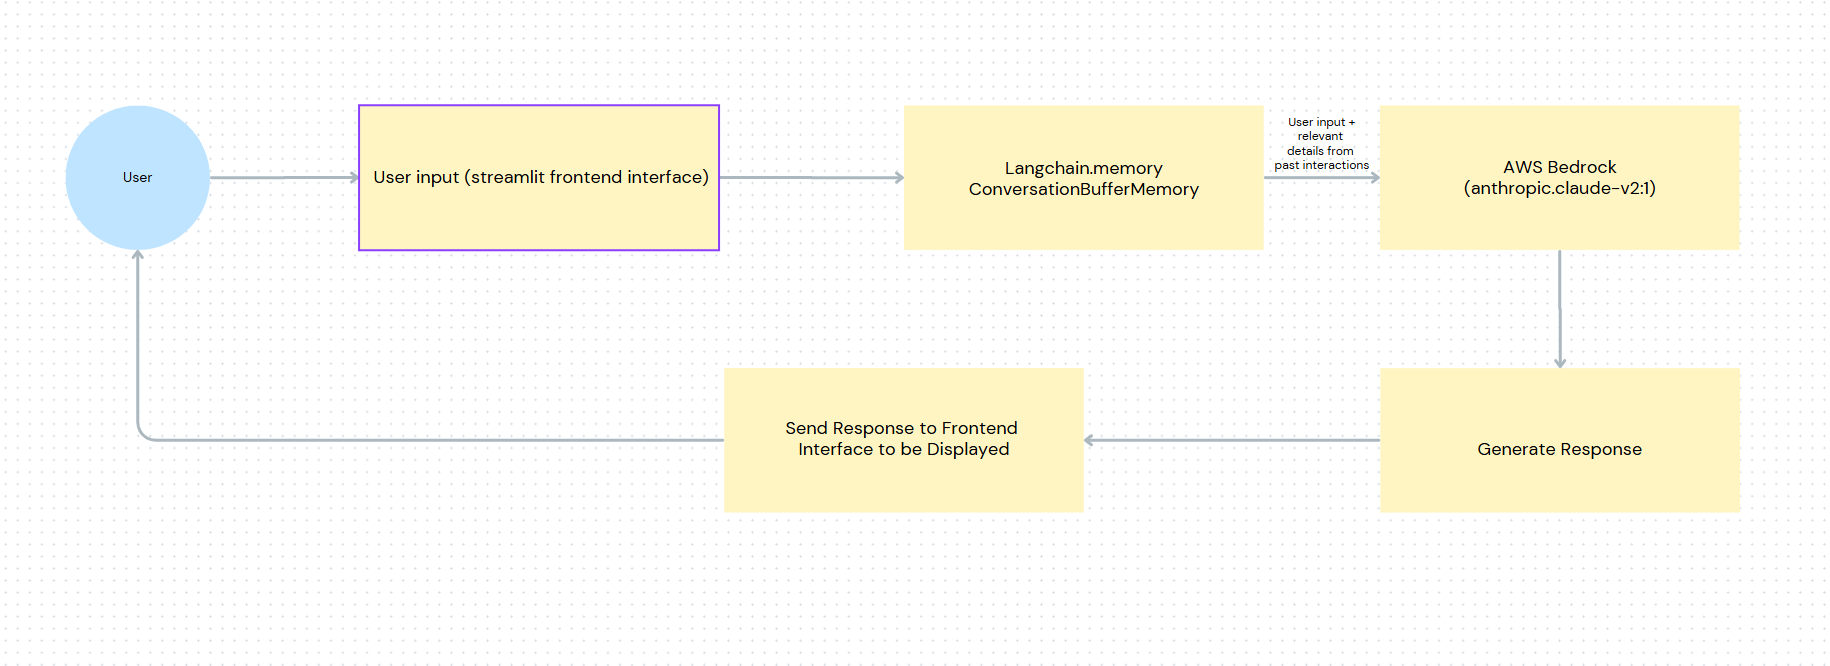 User
User input (streamlit frontend interface)
Langchain.memory
ConversationBufferMemory
User input +
relevant
details from
past interactions
AWS Bedrock
(anthropic.claude-v2:1)
Send Response to Frontend
Interface to be Displayed
Generate Response